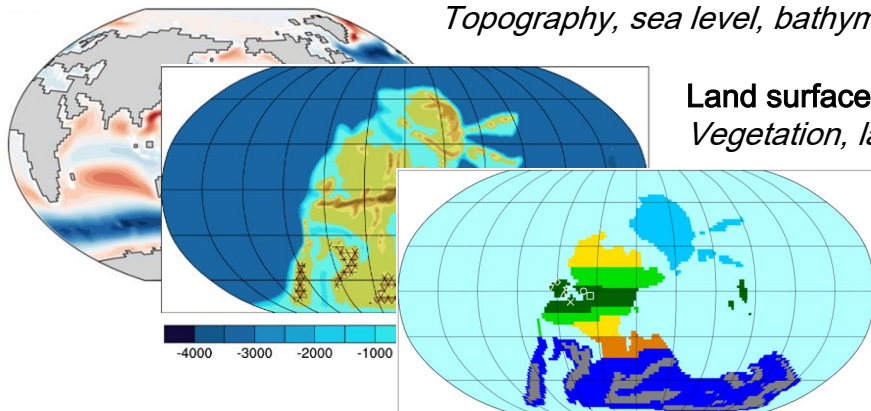 Topography, sea level, bathym
Land surface
Vegetation, la
-4000 -3000 -2000 -1000